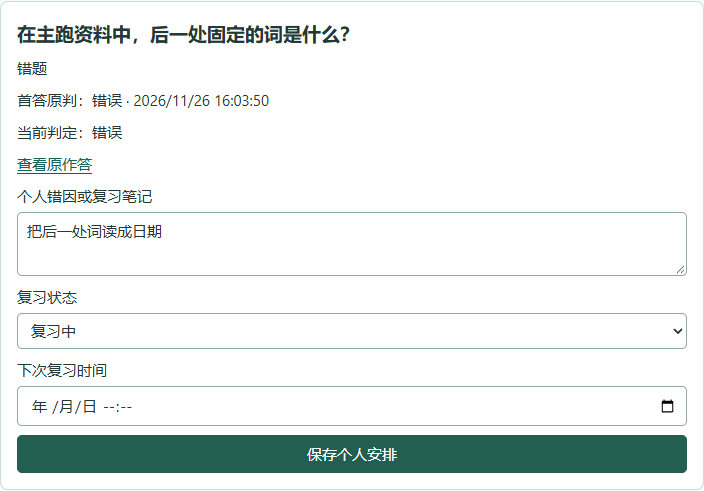 在主跑资料中，后一处固定的词是什么？
错题
首答原判：错误 · 2026/11/26 16:03:50
当前判定：错误
查看原作答
个人错因或复习笔记
把后一处词读成日期
复习状态
复习中
下次复习时间
年 /月/日 --:--
保存个人安排